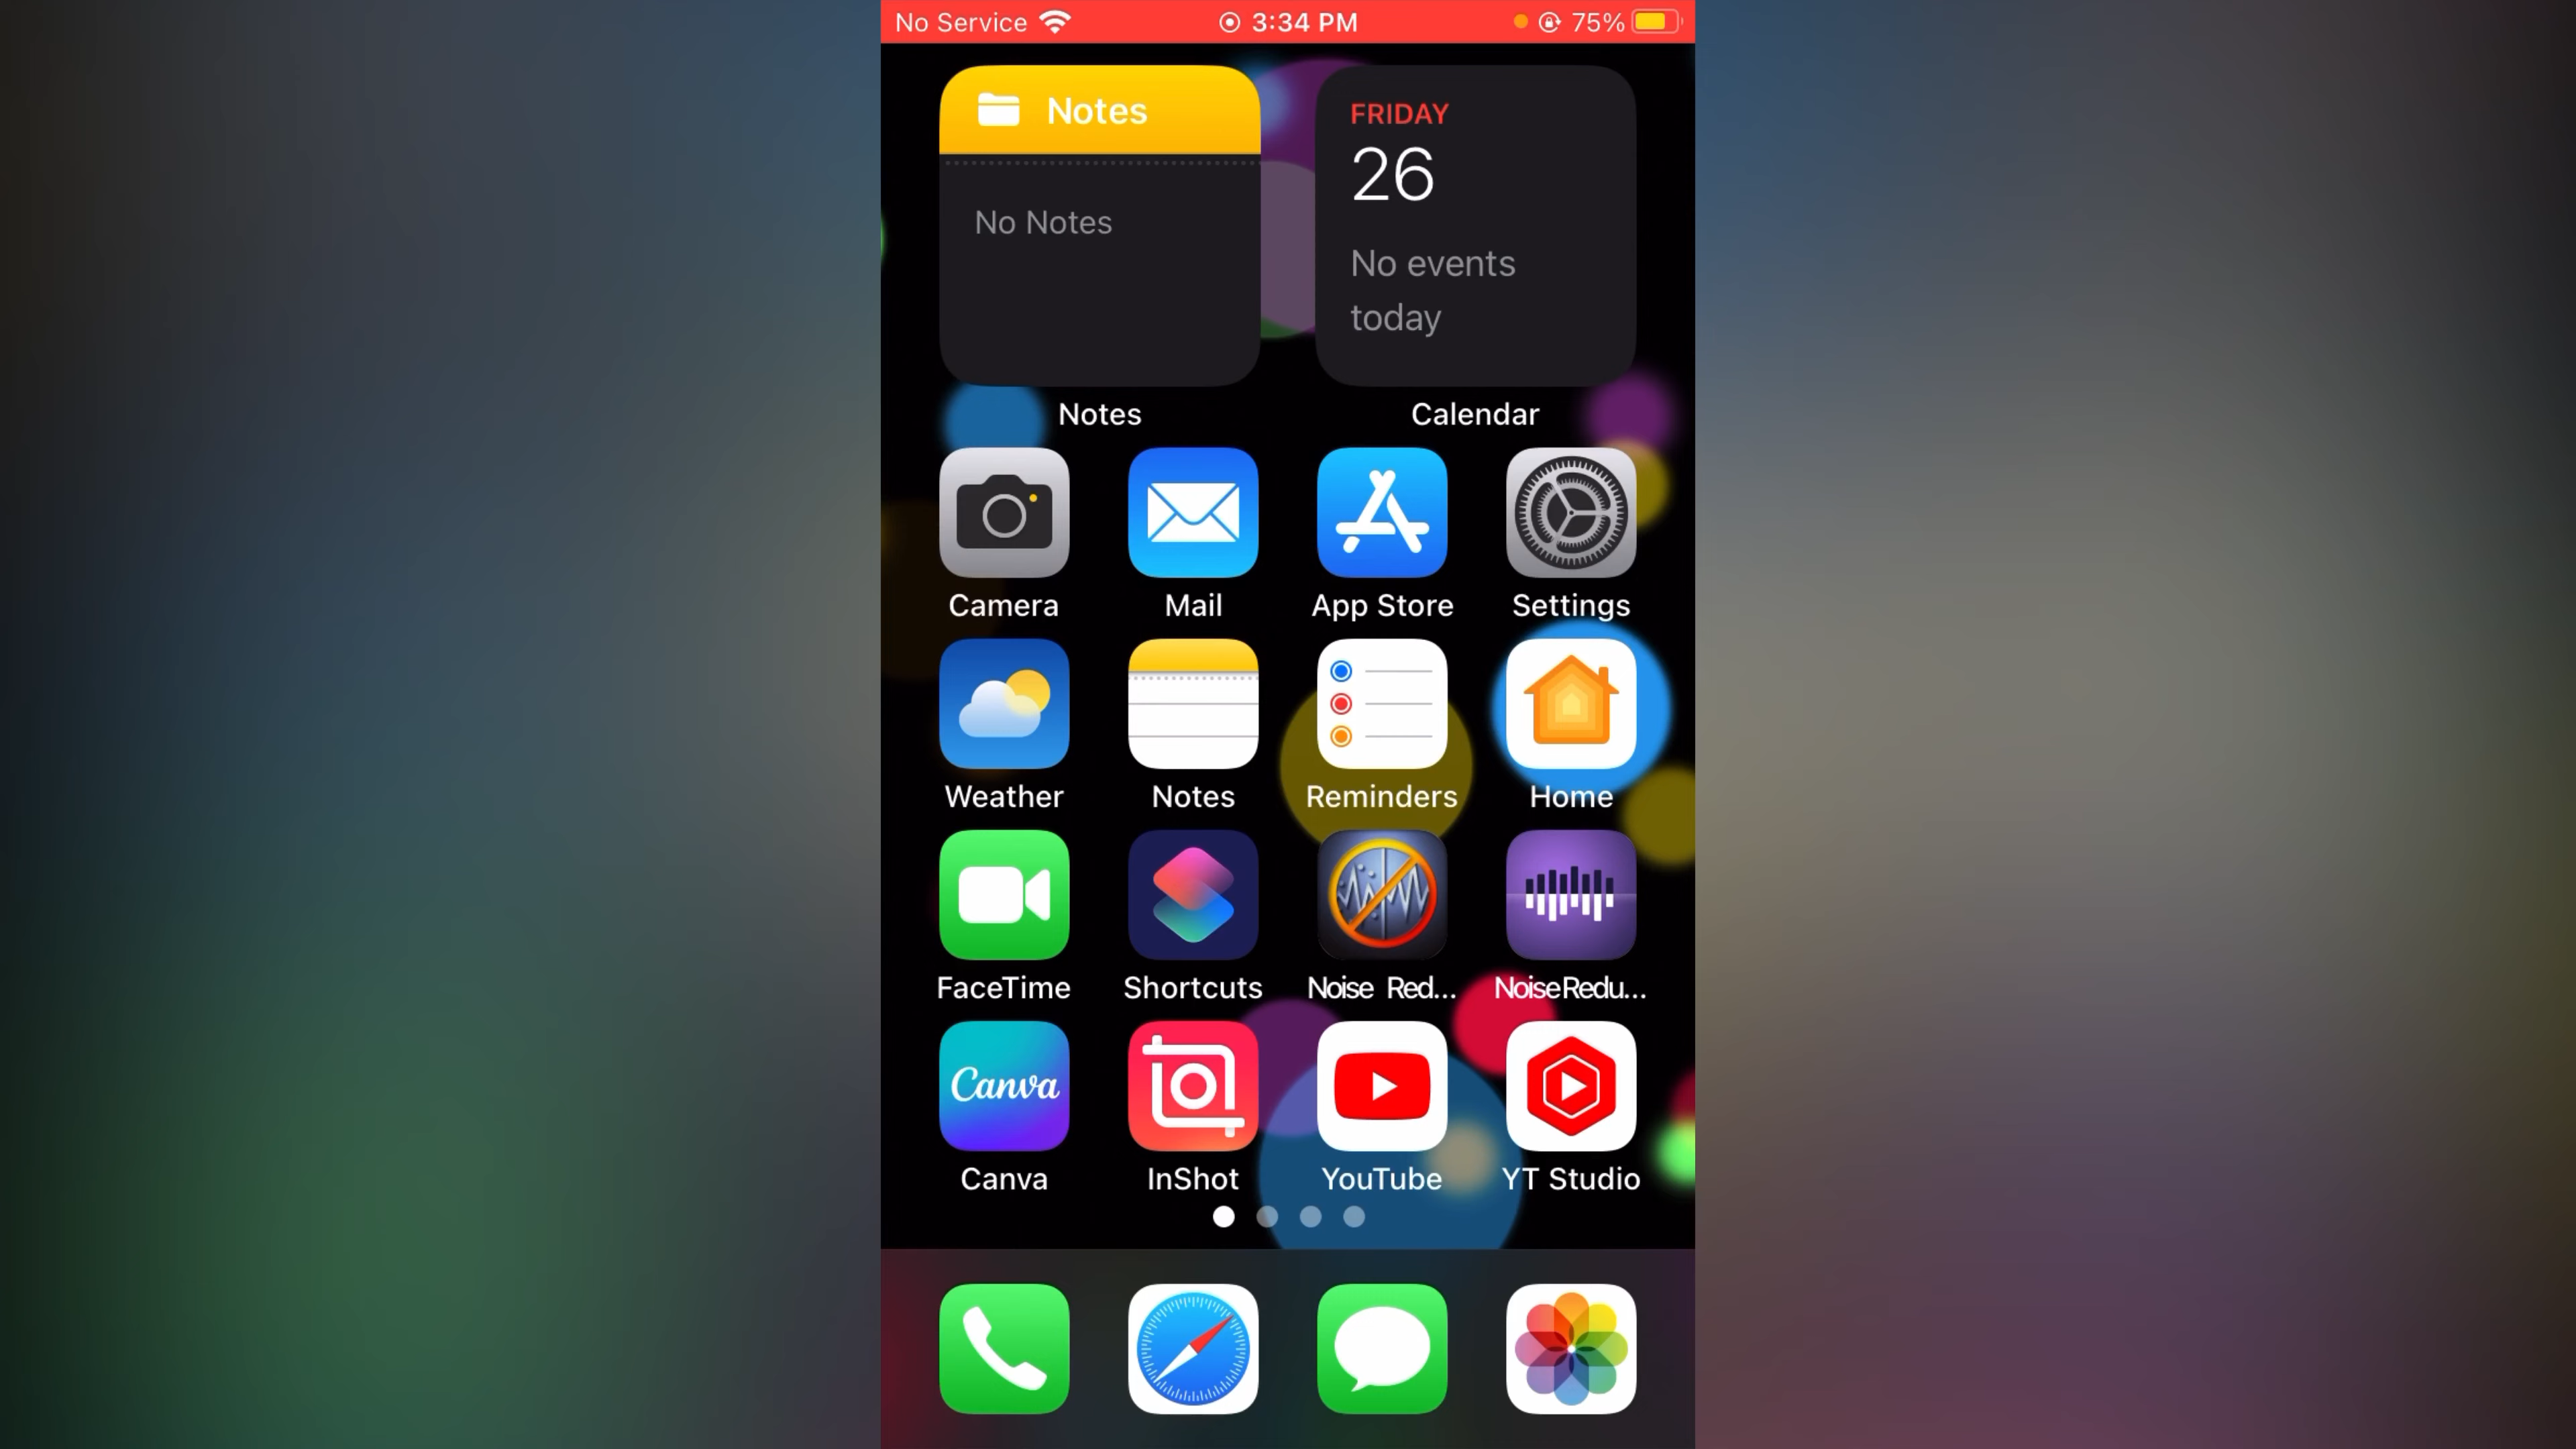 No Service 3:34 PM 75%
Notes
No Notes
FRIDAY
26
No events
today
Notes Calendar
Camera Mail App Store Settings
Weather Notes Reminders Home
FaceTime Shortcuts Noise Red... NoiseRedu...
Canva
Canva InShot YouTube YT Studio